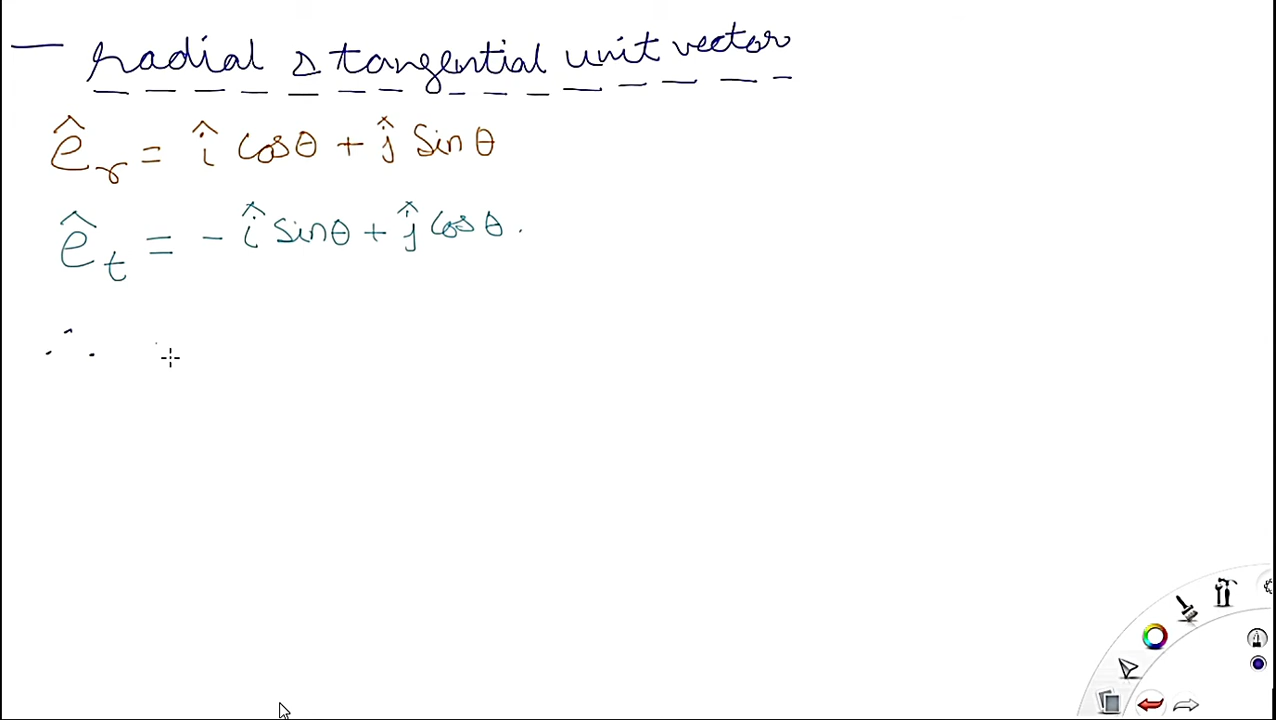 — radial & tangential unit vector
ê_r = î cosθ + ĵ sinθ
ê_t = - î sinθ + ĵ cosθ.
∴